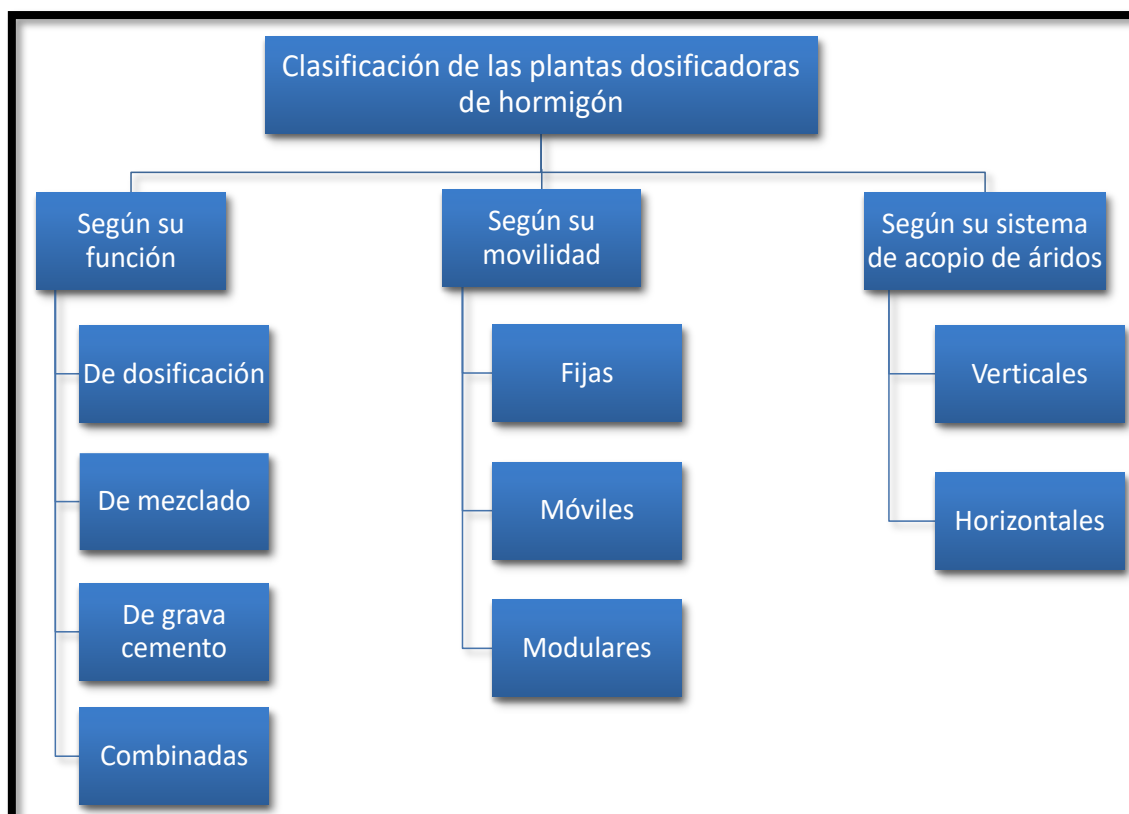 Clasificación de las plantas dosificadoras
de hormigón
Según su
función
De dosificación
De mezclado
De grava
cemento
Combinadas
Según su
movilidad
Fijas
Móviles
Modulares
Según su sistema
de acopio de áridos
Verticales
Horizontales